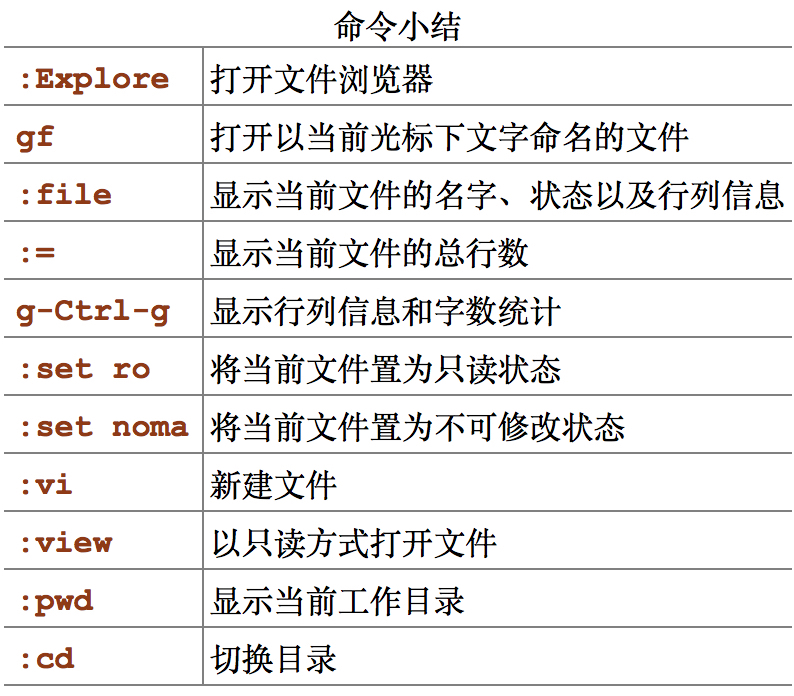 命令小结
:Explore 打开文件浏览器
gf 打开以当前光标下文字命名的文件
:file 显示当前文件的名字、状态以及行列信息
:= 显示当前文件的总行数
g-Ctrl-g 显示行列信息和字数统计
:set ro 将当前文件置为只读状态
:set noma 将当前文件置为不可修改状态
:vi 新建文件
:view 以只读方式打开文件
:pwd 显示当前工作目录
:cd 切换目录